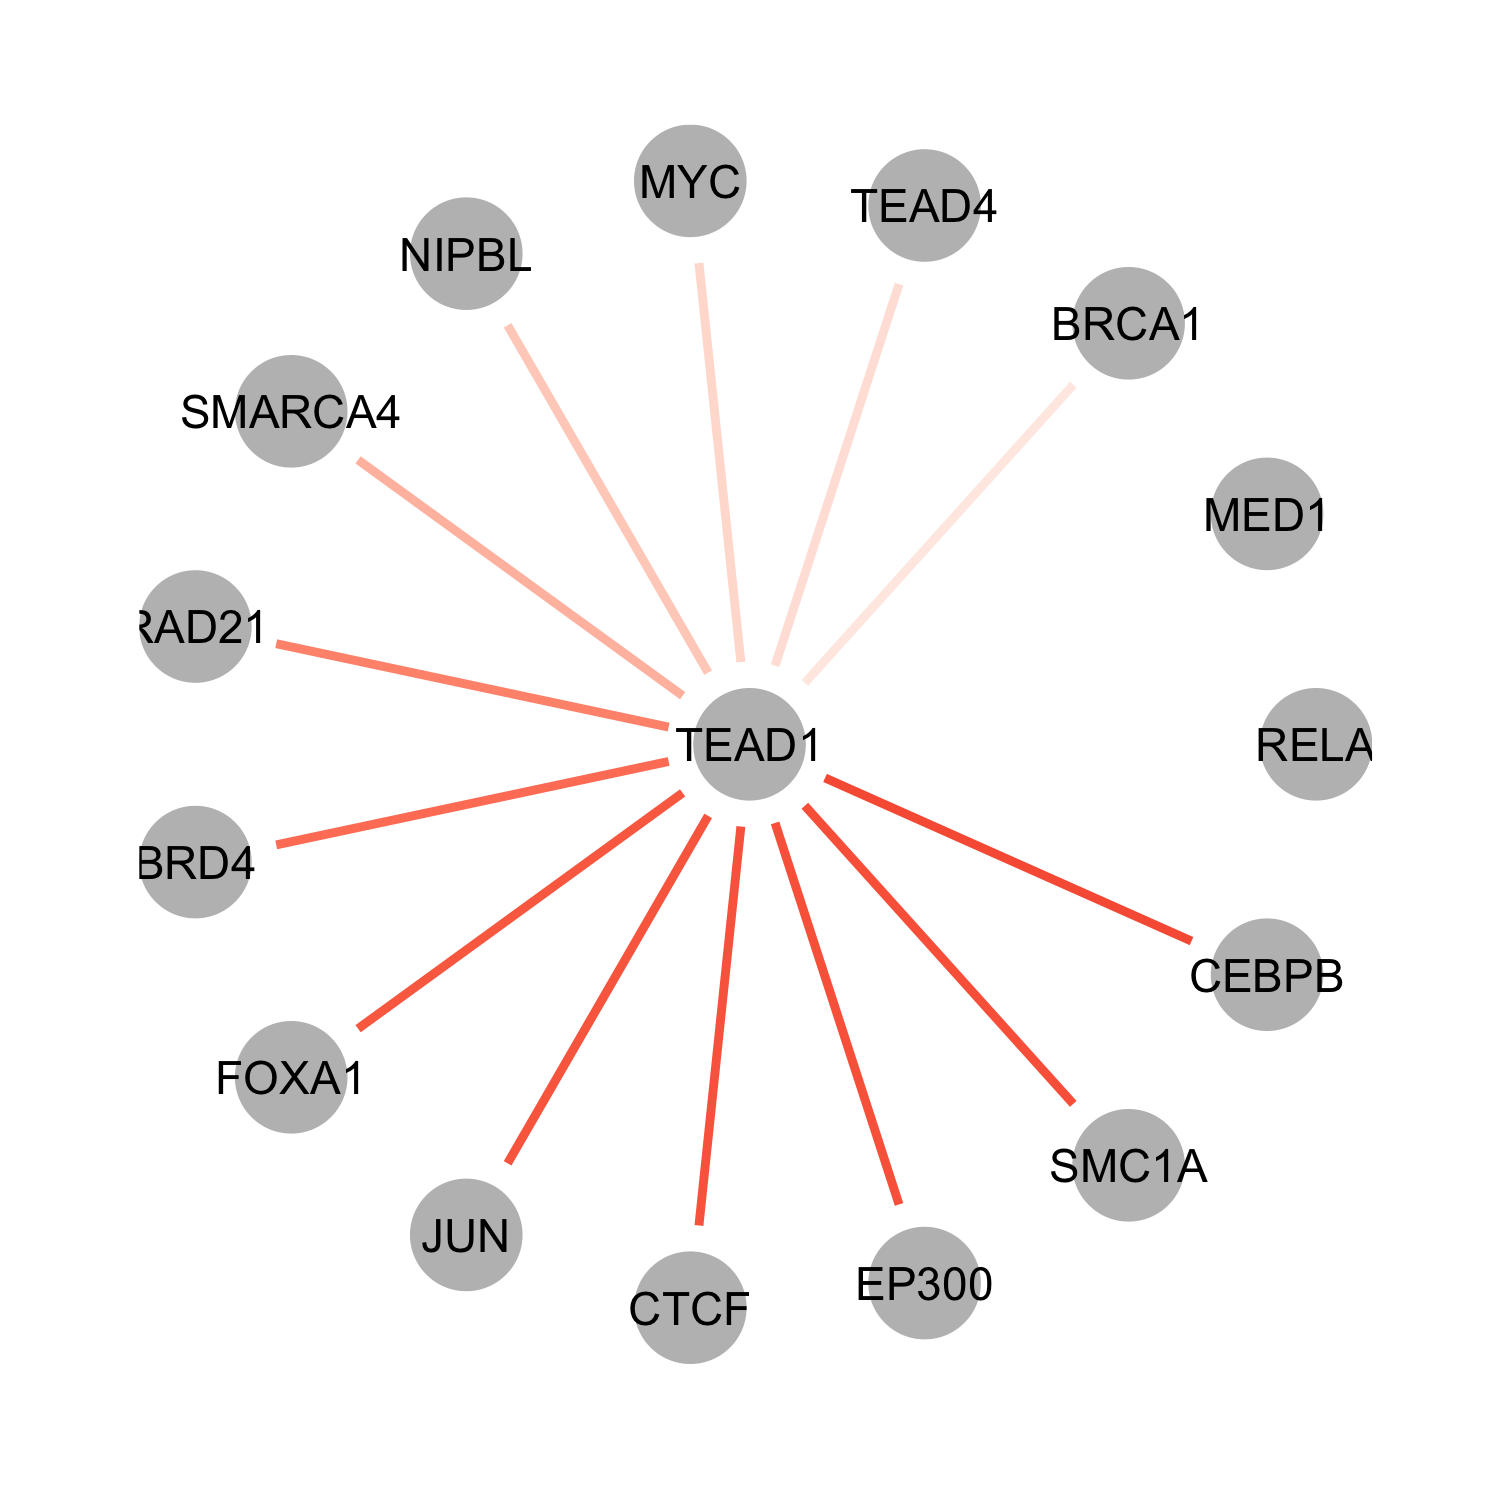 MYC
TEAD4
NIPBL
BRCA1
SMARCA4
MED1
RAD21
TEAD1
RELA
BRD4
CEBPB
FOXA1
SMC1A
JUN
EP300
CTCF